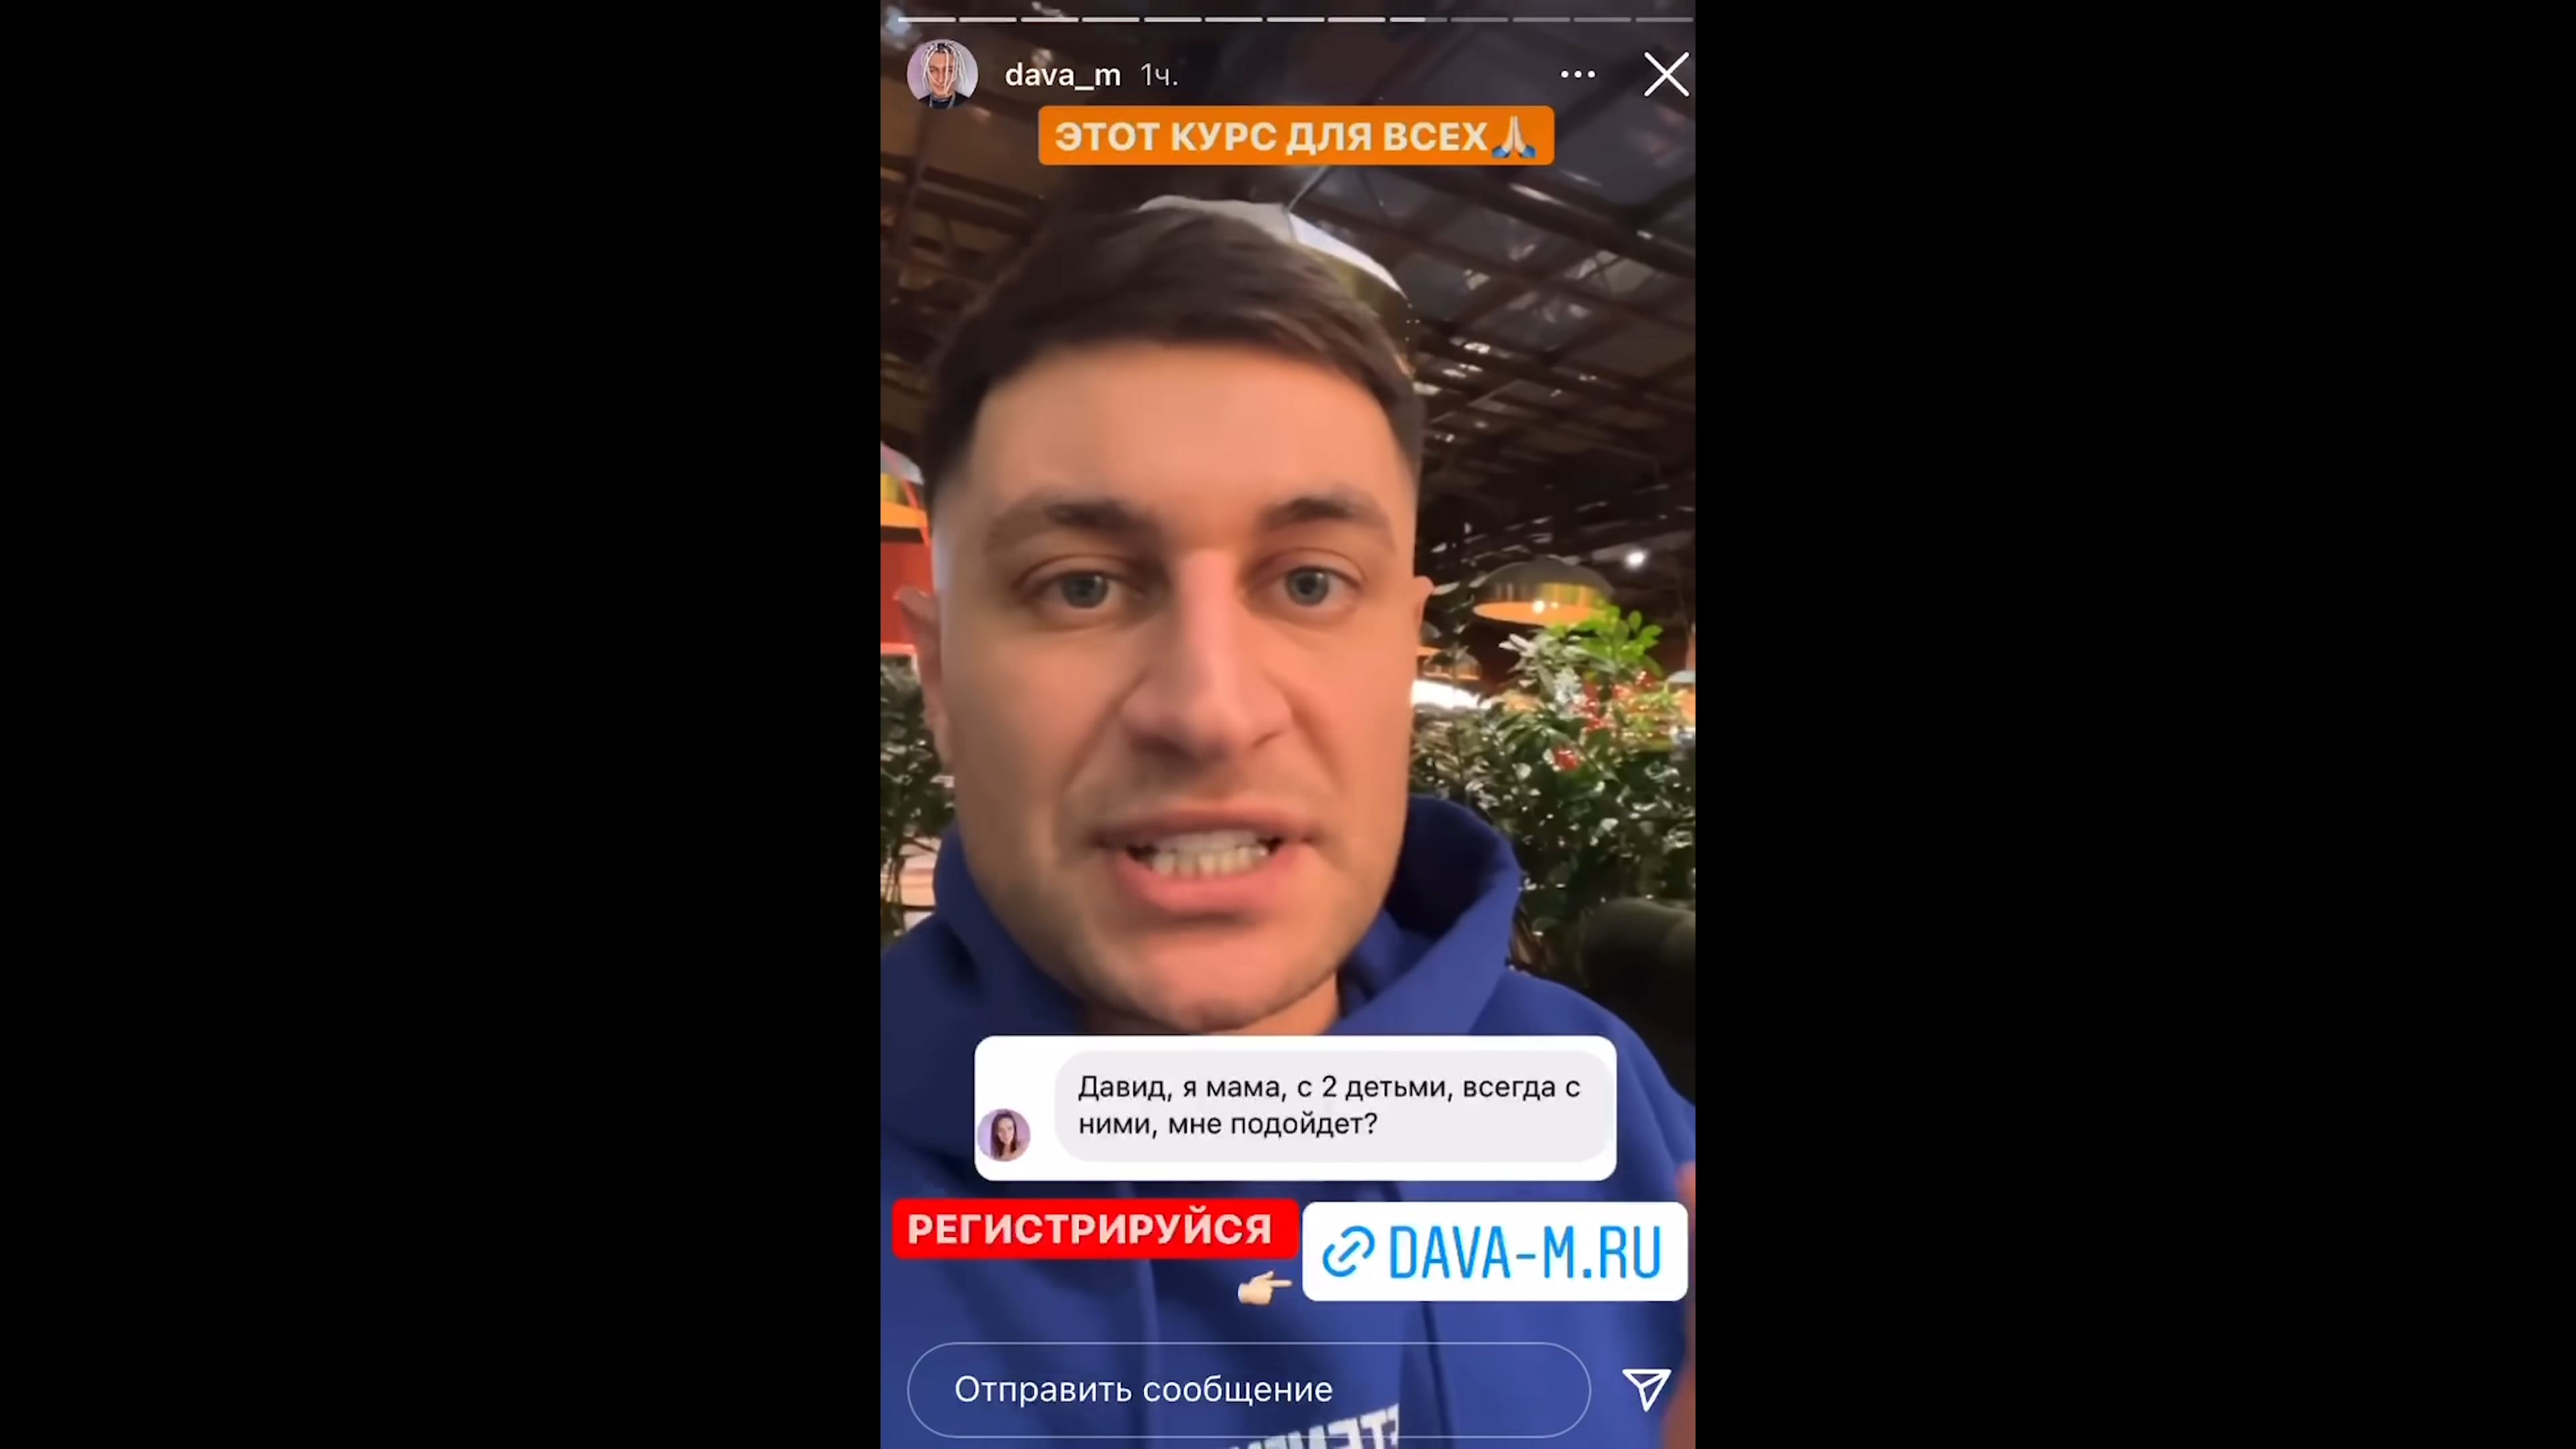 dava_m 1ч.
ЭТОТ КУРС ДЛЯ ВСЕХ🙏🏻
Давид, я мама, с 2 детьми, всегда с
ними, мне подойдет?
РЕГИСТРИРУЙСЯ
DAVA-M.RU
Отправить сообщение